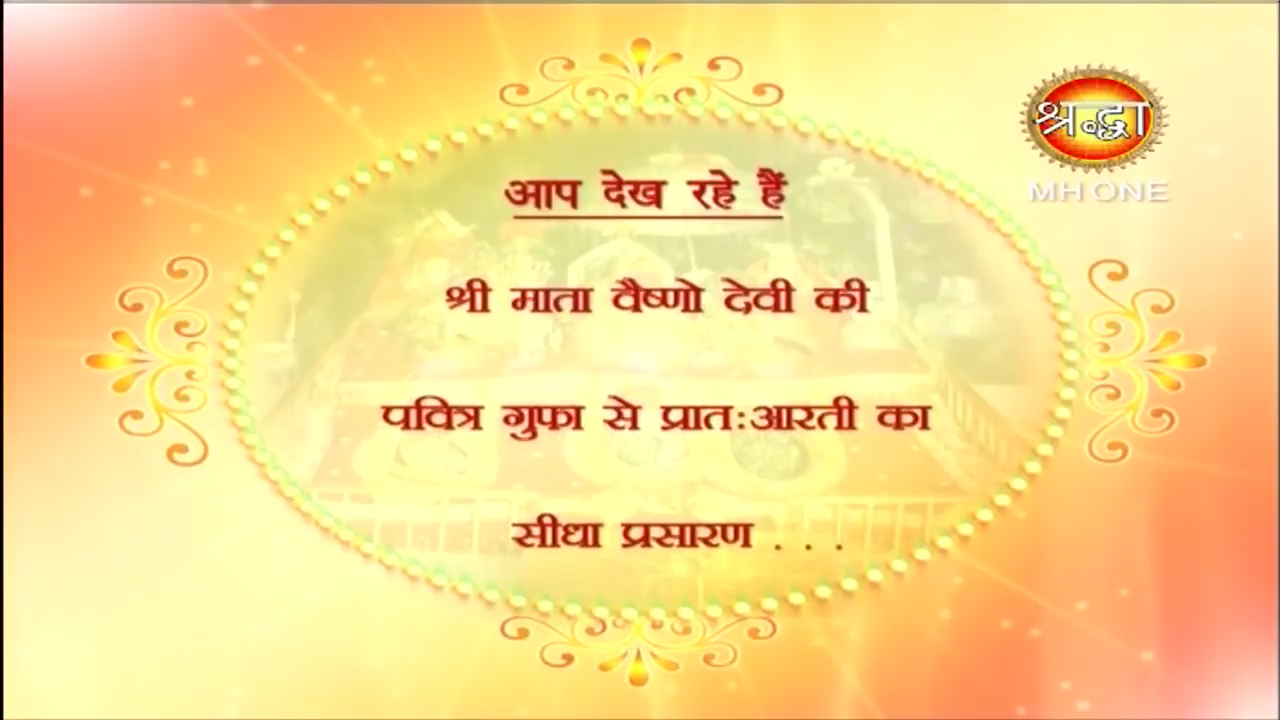 श्रद्धा
MH ONE
आप देख रहे हैं
श्री माता वैष्णो देवी की
पवित्र गुफा से प्रातःआरती का
सीधा प्रसारण . . .